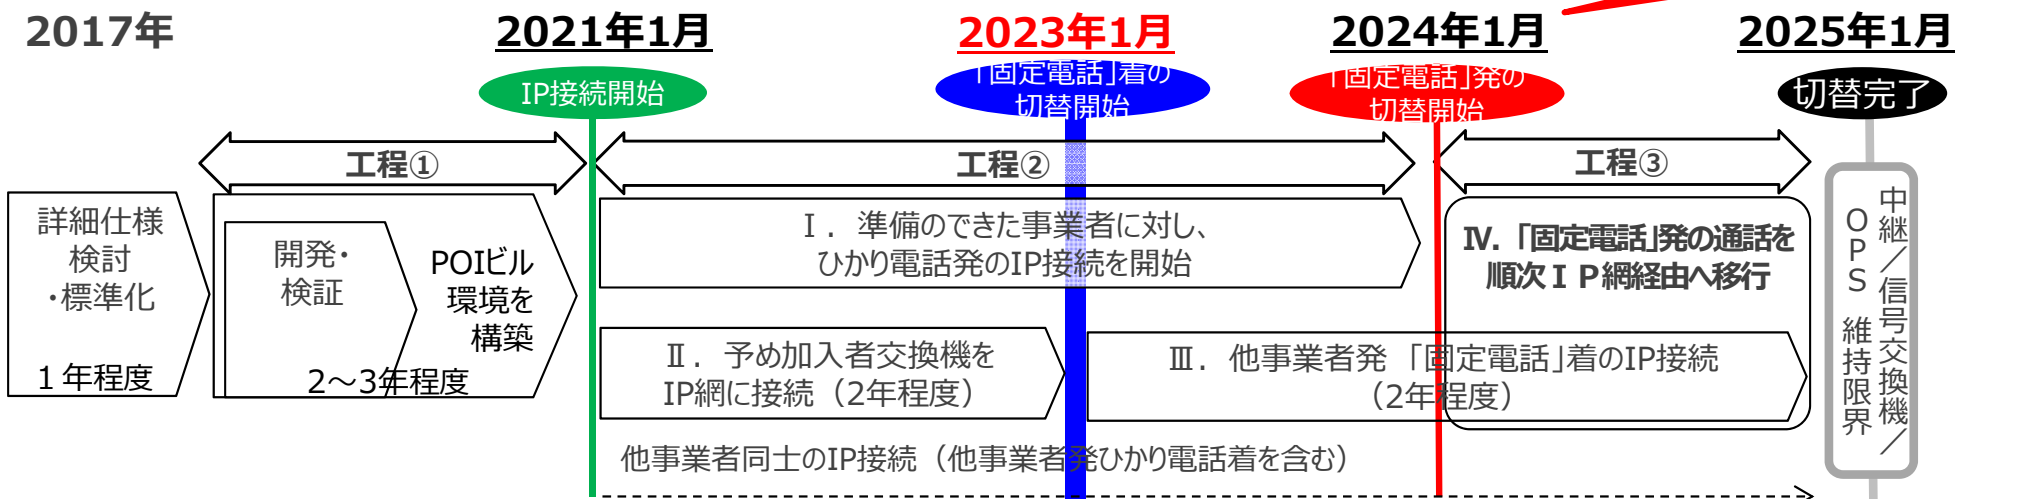 2017年
2021年1月
2023年1月
2024年1月
2025年1月
IP接続開始
「固定電話」着の
切替開始
「固定電話」発の
切替開始
切替完了
工程①
工程②
工程③
詳細仕様
検討
・標準化
１年程度
開発・
検証
POIビル
環境を
構築
2～3年程度
Ⅰ．準備のできた事業者に対し、
ひかり電話発のIP接続を開始
Ⅱ．予め加入者交換機を
IP網に接続（2年程度）
Ⅲ．他事業者発「固定電話」着のIP接続
（2年程度）
Ⅳ.「固定電話」発の通話を
順次ＩＰ網経由へ移行
中継／信号交換機／
OPS 維持限界
他事業者同士のIP接続（他事業者発ひかり電話着を含む）